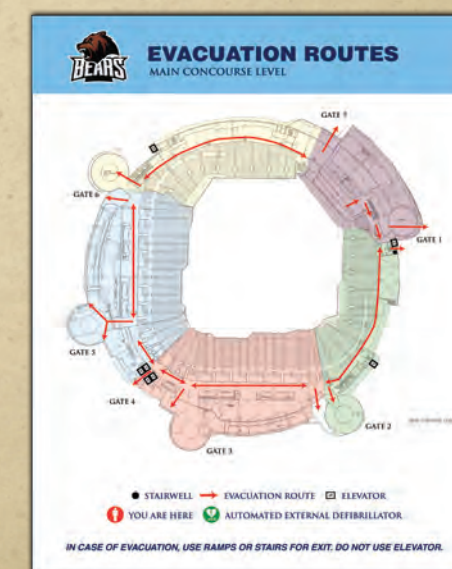 BEARS
EVACUATION ROUTES
MAIN CONCOURSE LEVEL
GATE
GATE 6
GATE 1
GATE 5
GATE 4
GATE 2
GATE 3
STAIRWELL EVACUATION ROUTE ELEVATOR
YOU ARE HERE AUTOMATED EXTERNAL DEFIBRILLATOR
IN CASE OF EVACUATION, USE RAMPS OR STAIRS FOR EXIT. DO NOT USE ELEVATOR.